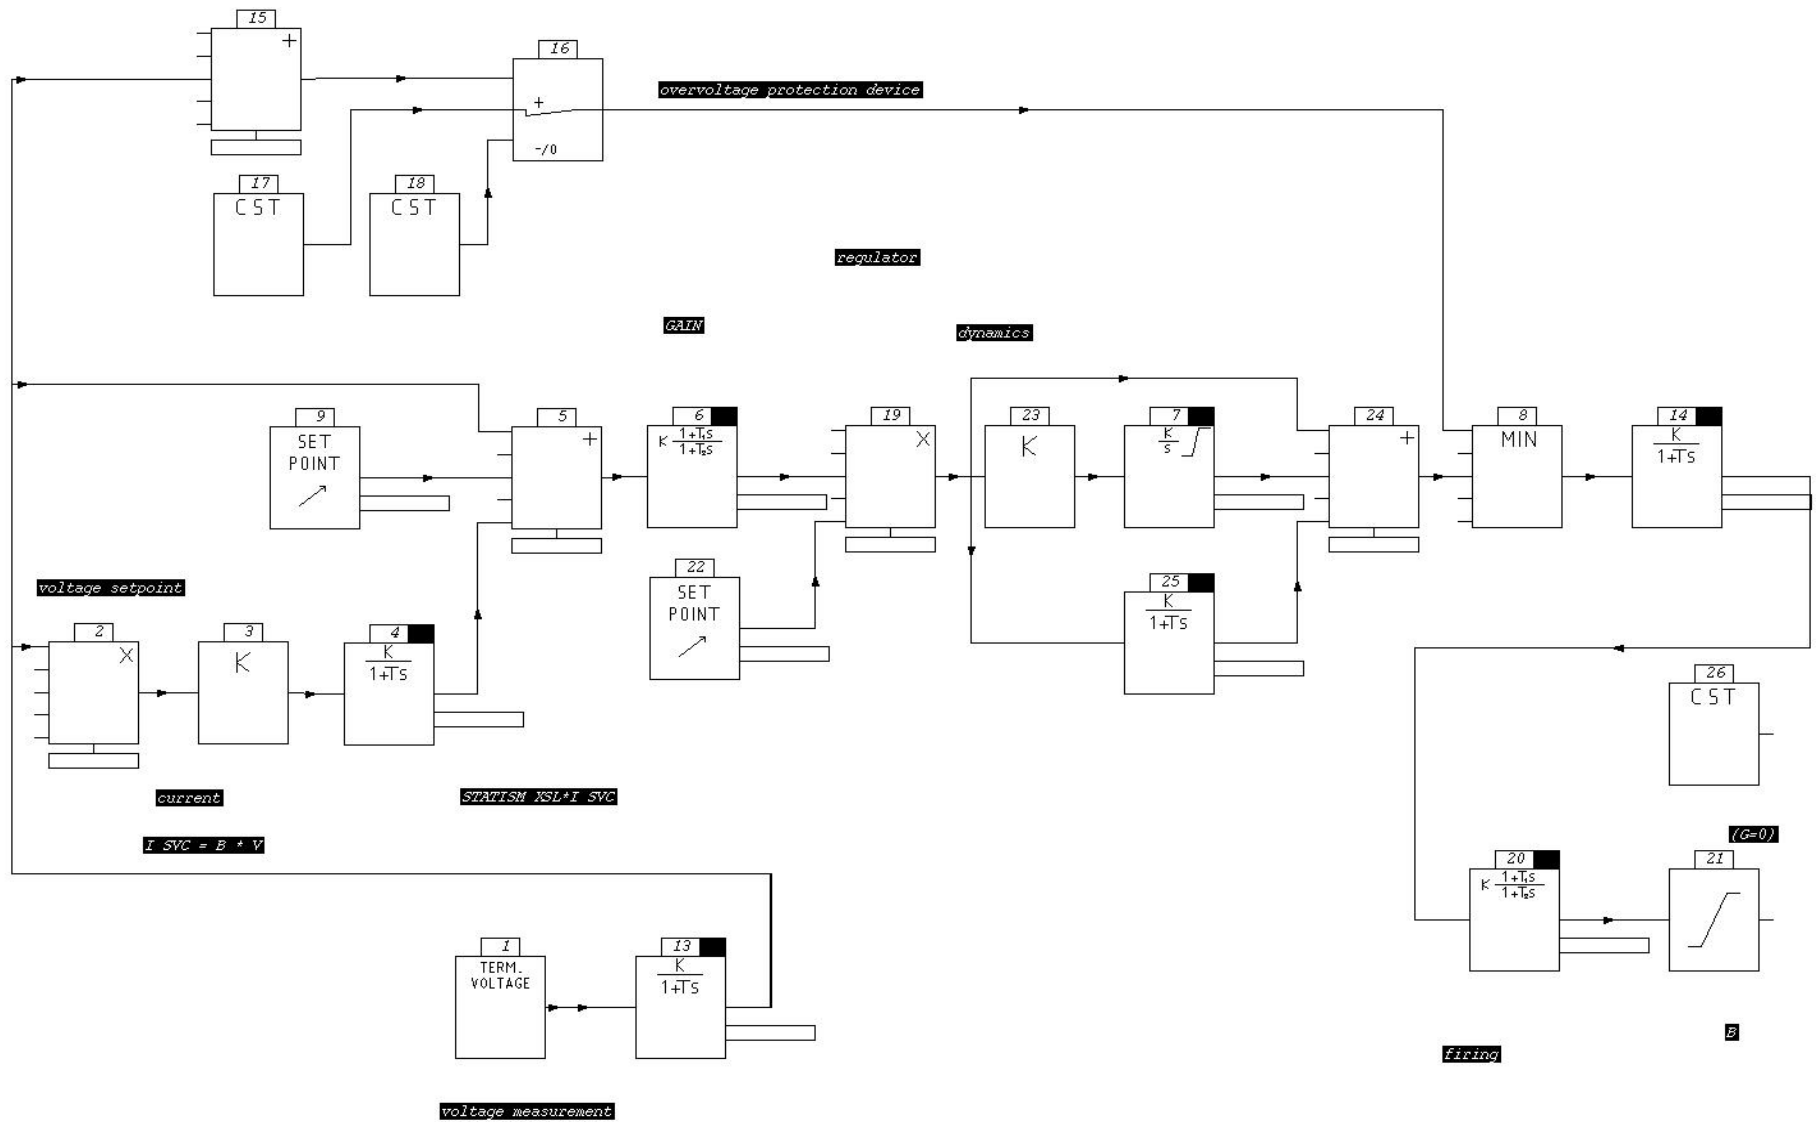 15
+
16
+
-/0
overvoltage protection device
17
CST
18
CST
regulator
GAIN
dynamics
9
SET
POINT
5
+
6
K 1+T₁s
1+T₂s
19
X
23
K
7
K
s
24
+
8
MIN
14
K
1+Ts
22
SET
POINT
25
K
1+Ts
voltage setpoint
2
X
3
K
4
K
1+Ts
26
CST
current
STATISM XSL*I SVC
I SVC = B * V
(G=0)
20
K 1+T₁s
1+T₂s
21
1
TERM.
VOLTAGE
13
K
1+Ts
B
firing
voltage measurement